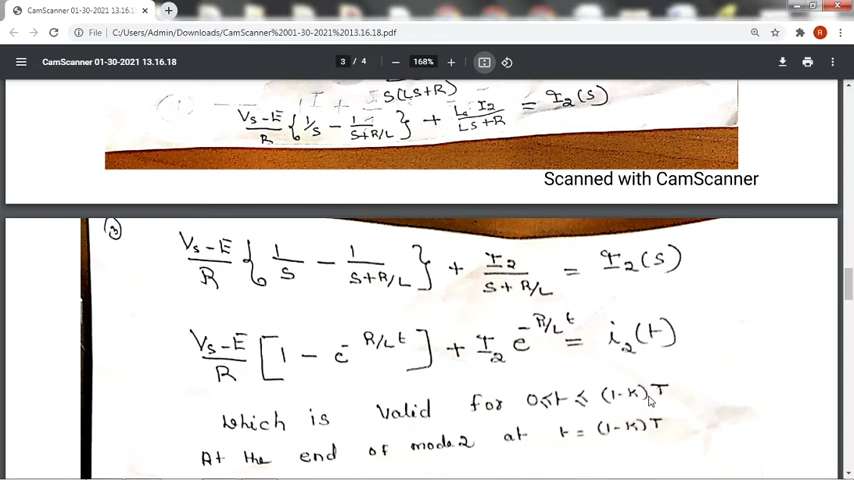 CamScanner 01-30-2021 13.16.18
File | C:/Users/Admin/Downloads/CamScanner%2001-30-2021%2013.16.18.pdf
CamScanner 01-30-2021 13.16.18 3 / 4 168%
S(LS+R)
Vs-E/R {1/S - 1/(S+R/L)} + L I2/(LS+R) = I2(S)
Scanned with CamScanner
③
Vs-E/R {1/S - 1/(S+R/L)} + I2/(S+R/L) = I2(S)
Vs-E/R [1 - e^-R/L t] + I2 e^-R/L t = i2(t)
which is valid for 0≤t≤ (1-K)T
At the end of mode2 at t = (1-K)T